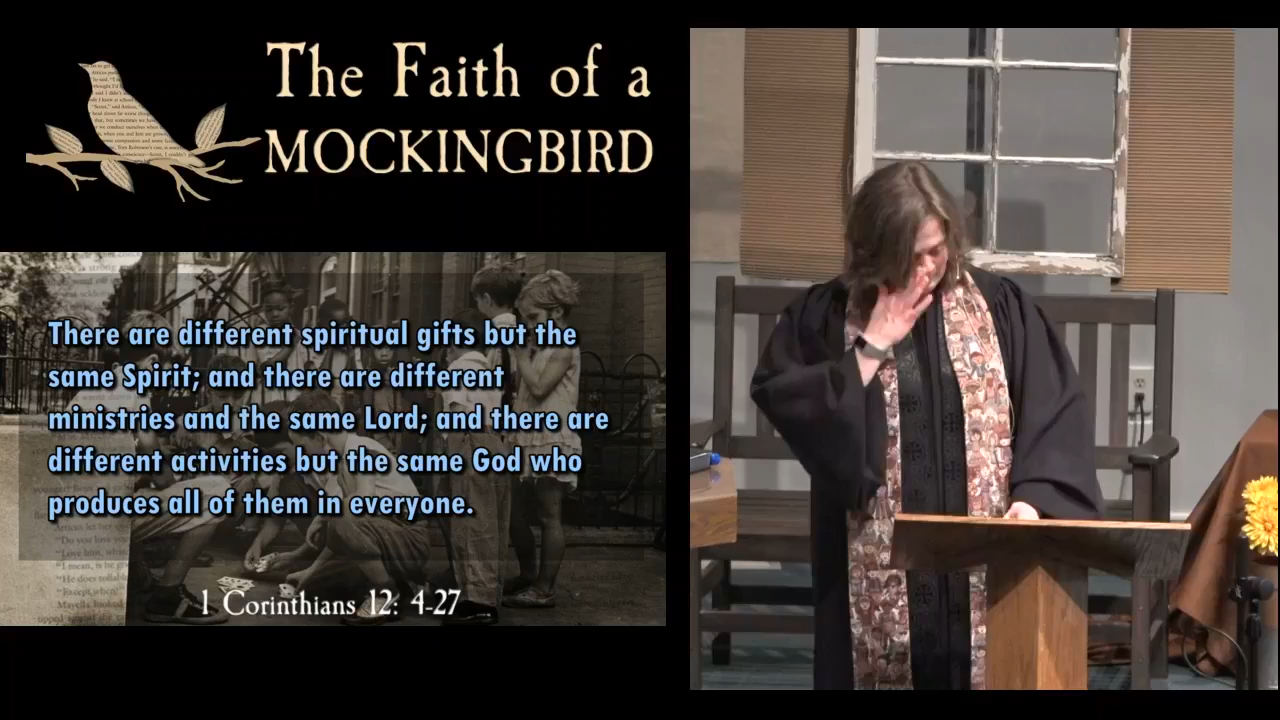 The Faith of a
MOCKINGBIRD
There are different spiritual gifts but the
same Spirit; and there are different
ministries and the same Lord; and there are
different activities but the same God who
produces all of them in everyone.
1 Corinthians 12: 4-27